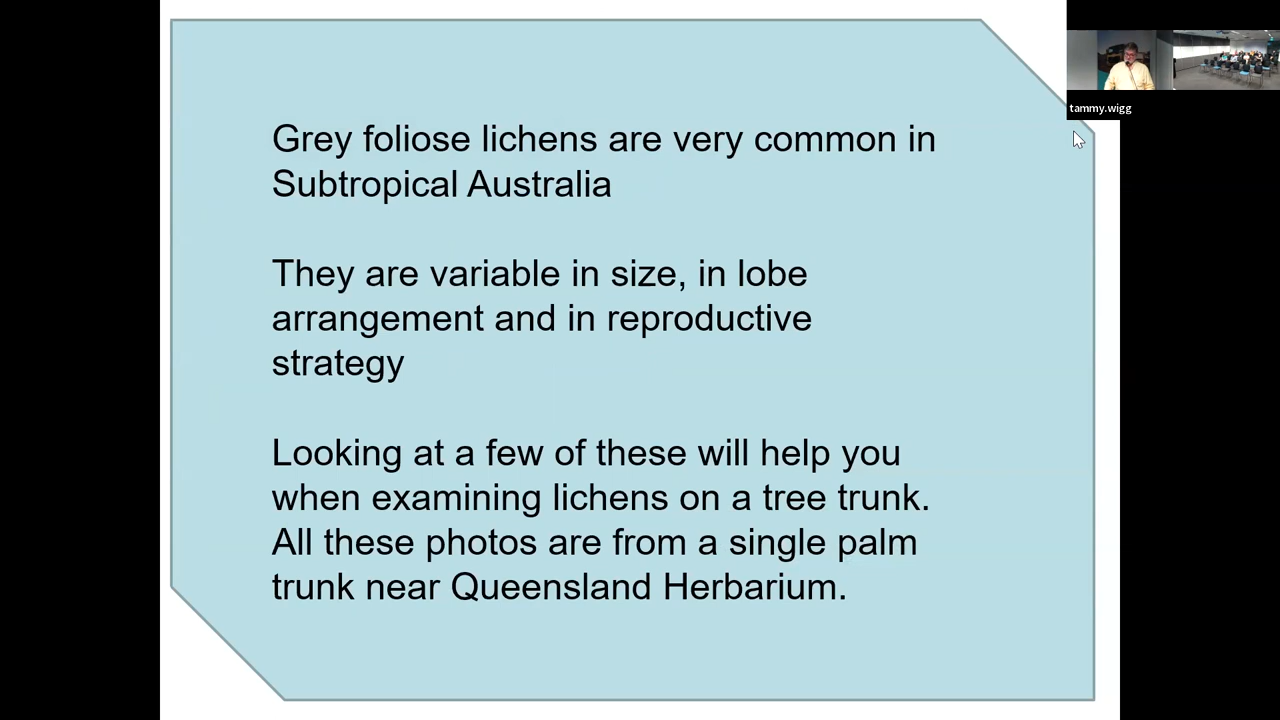 Grey foliose lichens are very common in
Subtropical Australia
They are variable in size, in lobe
arrangement and in reproductive
strategy
Looking at a few of these will help you
when examining lichens on a tree trunk.
All these photos are from a single palm
trunk near Queensland Herbarium.
tammy.wigg